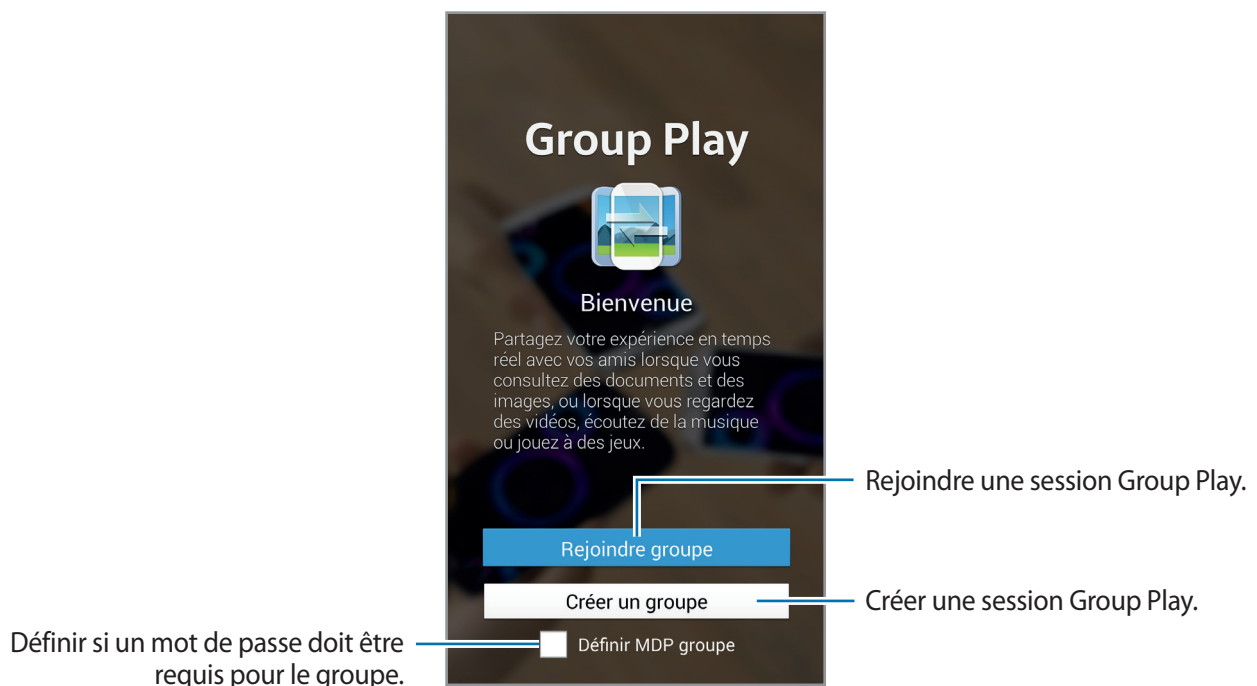 Group Play
Bienvenue
Partagez votre expérience en temps
réel avec vos amis lorsque vous
consultez des documents et des
images, ou lorsque vous regardez
des vidéos, écoutez de la musique
ou jouez à des jeux.
Rejoindre une session Group Play.
Rejoindre groupe
Créer un groupe
Créer une session Group Play.
Définir si un mot de passe doit être
requis pour le groupe.
Définir MDP groupe